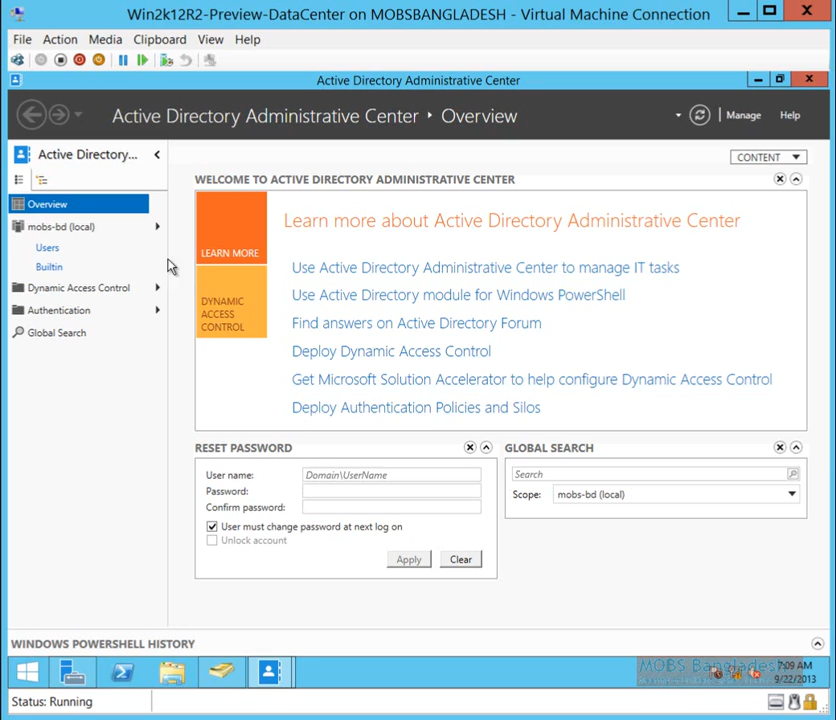 Win2k12R2-Preview-DataCenter on MOBSBANGLADESH - Virtual Machine Connection
File Action Media Clipboard View Help
Active Directory Administrative Center
Active Directory Administrative Center Overview Manage Help
Active Directory...
CONTENT
Overview
mobs-bd (local)
Users
Builtin
Dynamic Access Control
Authentication
Global Search
WELCOME TO ACTIVE DIRECTORY ADMINISTRATIVE CENTER
LEARN MORE
DYNAMIC
ACCESS
CONTROL
Learn more about Active Directory Administrative Center
Use Active Directory Administrative Center to manage IT tasks
Use Active Directory module for Windows PowerShell
Find answers on Active Directory Forum
Deploy Dynamic Access Control
Get Microsoft Solution Accelerator to help configure Dynamic Access Control
Deploy Authentication Policies and Silos
RESET PASSWORD
User name: Domain\UserName
Password:
Confirm password:
User must change password at next log on
Unlock account
Apply Clear
GLOBAL SEARCH
Search
Scope: mobs-bd (local)
WINDOWS POWERSHELL HISTORY
MOBS Bangladesh
7:09 AM
9/22/2013
Status: Running